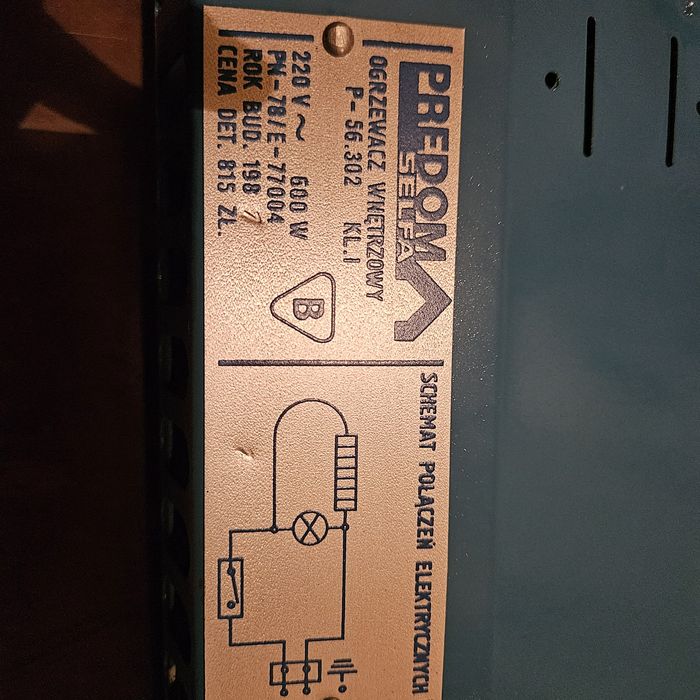 PREDOM
SELFA
OGRZEWACZ WNĘTRZOWY
P-56.302 KL.I
220 V ~ 600 W
PN-78/E-77004
ROK BUD. 198 7
CENA DET. 815 ZŁ.
B
SCHEMAT POŁĄCZEŃ ELEKTRYCZNYCH